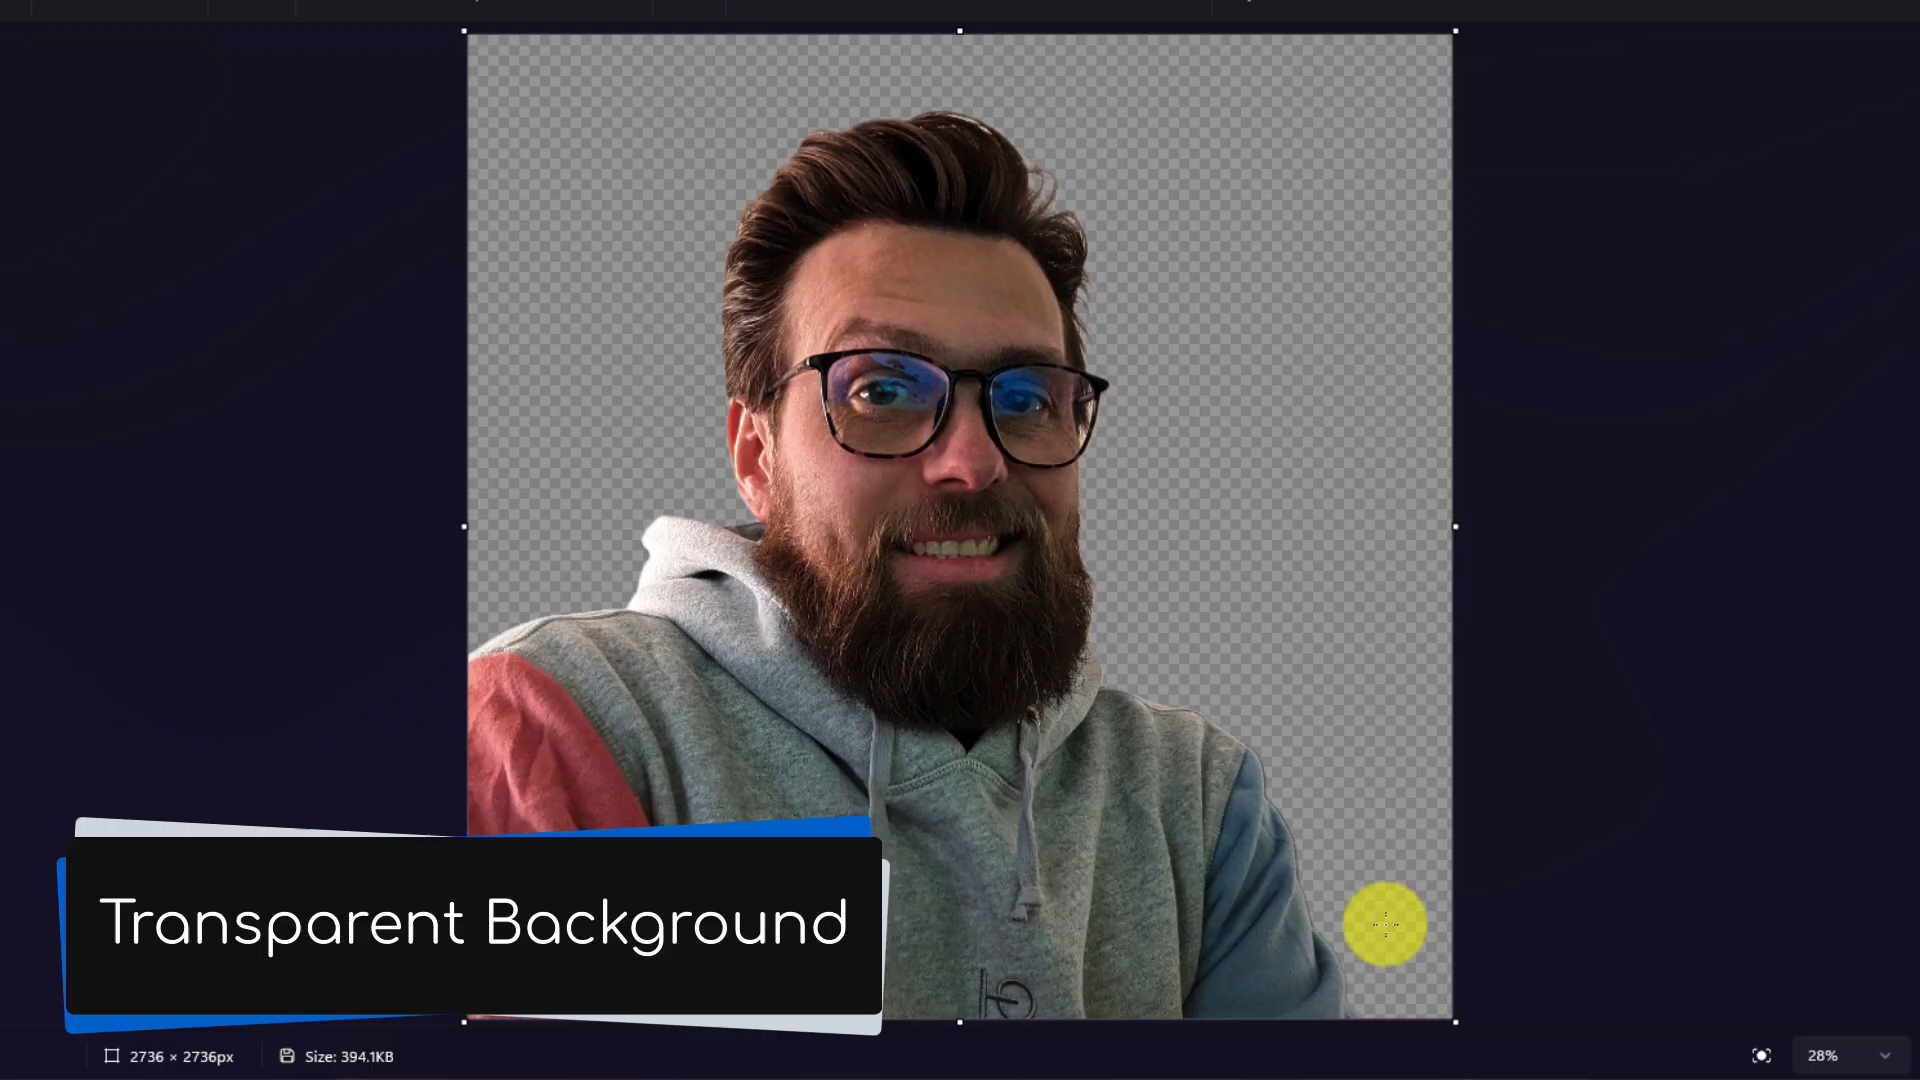 Transparent Background
2736 × 2736px
Size: 394.1KB
28%